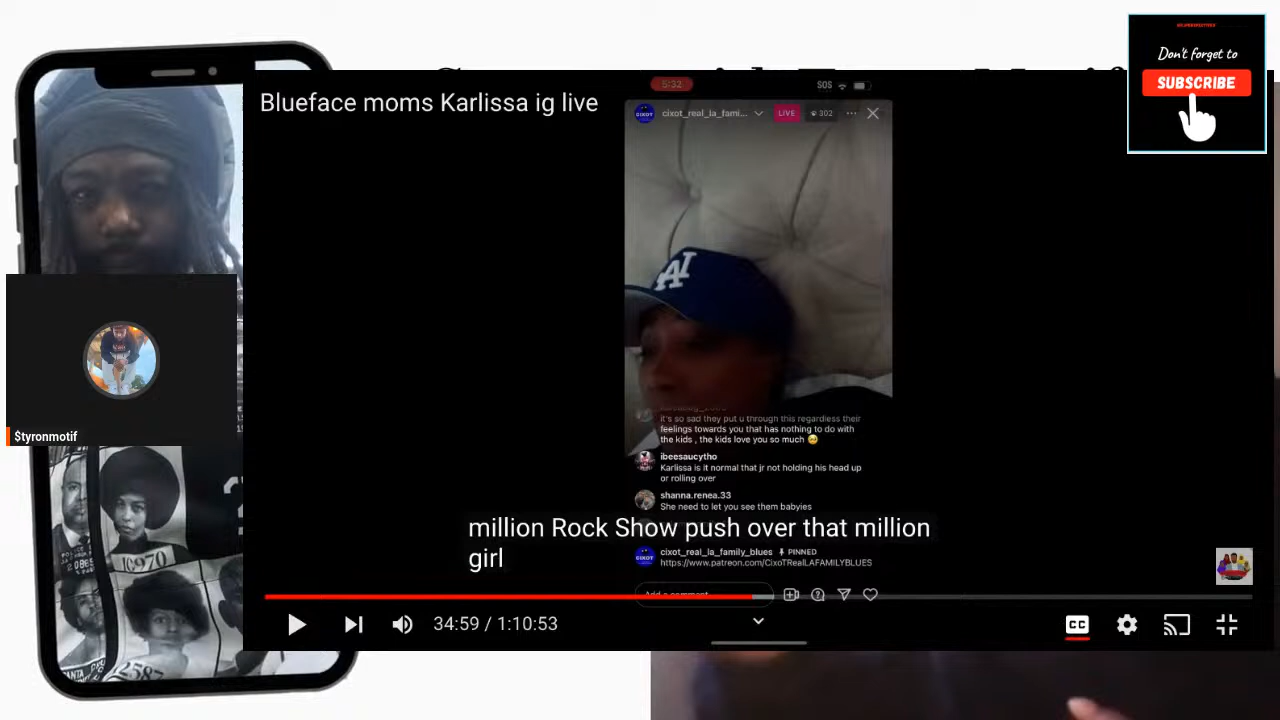 Don't forget to
SUBSCRIBE
Blueface moms Karlissa ig live
5:32
SOS
CIXOT
cixot_real_la_fami...
LIVE
302
it's so sad they put u through this regardless their
feelings towards you that has nothing to do with
the kids , the kids love you so much 🥹
ibeesaucytho
Karlissa is it normal that jr not holding his head up
or rolling over
shanna.renea.33
She need to let you see them babyies
million Rock Show push over that million
girl
cixot_real_la_family_blues PINNED
https://www.patreon.com/CixoTRealLAFAMILYBLUES
34:59 / 1:10:53
CC
$tyronmotif
10970
2587